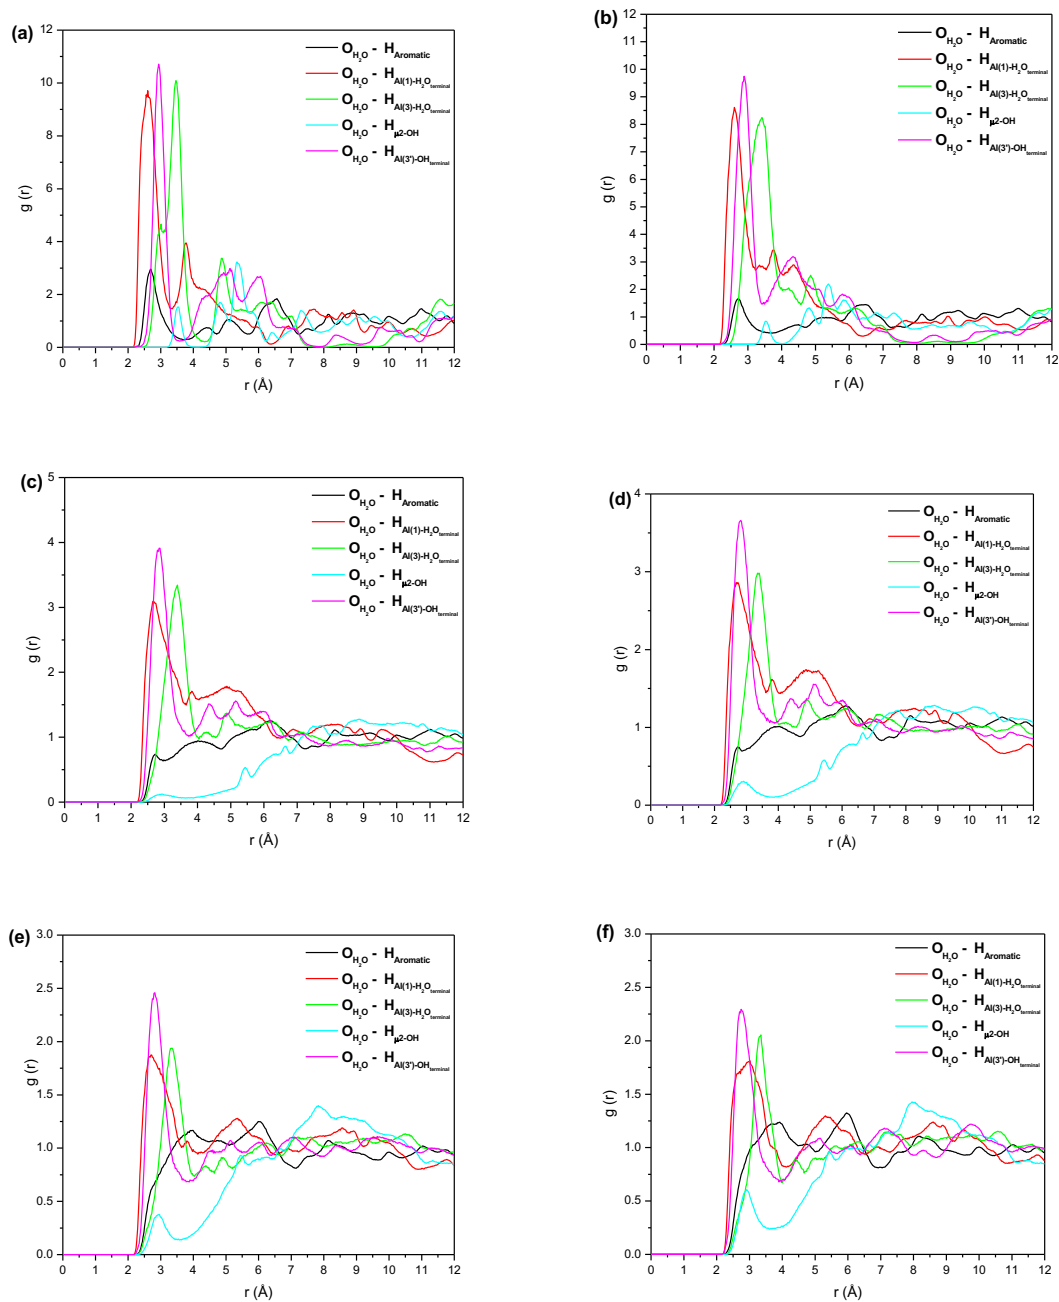 (a)
12
10
8
6
4
2
0
g (r)
O H2O - H Aromatic
O H2O - H Al(1)-H2O terminal
O H2O - H Al(3)-H2O terminal
O H2O - H μ2-OH
O H2O - H Al(3')-OH terminal
0 1 2 3 4 5 6 7 8 9 10 11 12
r (Å)
(b)
12
11
10
9
8
7
6
5
4
3
2
1
0
g (r)
O H2O - H Aromatic
O H2O - H Al(1)-H2O terminal
O H2O - H Al(3)-H2O terminal
O H2O - H μ2-OH
O H2O - H Al(3')-OH terminal
0 1 2 3 4 5 6 7 8 9 10 11 12
r (A)
(c)
5
4
3
2
1
0
g (r)
O H2O - H Aromatic
O H2O - H Al(1)-H2O terminal
O H2O - H Al(3)-H2O terminal
O H2O - H μ2-OH
O H2O - H Al(3')-OH terminal
0 1 2 3 4 5 6 7 8 9 10 11 12
r (Å)
(d)
4
3
2
1
0
g (r)
O H2O - H Aromatic
O H2O - H Al(1)-H2O terminal
O H2O - H Al(3)-H2O terminal
O H2O - H μ2-OH
O H2O - H Al(3')-OH terminal
0 1 2 3 4 5 6 7 8 9 10 11 12
r (Å)
(e)
3.0
2.5
2.0
1.5
1.0
0.5
0.0
g (r)
O H2O - H Aromatic
O H2O - H Al(1)-H2O terminal
O H2O - H Al(3)-H2O terminal
O H2O - H μ2-OH
O H2O - H Al(3')-OH terminal
0 1 2 3 4 5 6 7 8 9 10 11 12
r (Å)
(f)
3.0
2.5
2.0
1.5
1.0
0.5
0.0
g (r)
O H2O - H Aromatic
O H2O - H Al(1)-H2O terminal
O H2O - H Al(3)-H2O terminal
O H2O - H μ2-OH
O H2O - H Al(3')-OH terminal
0 1 2 3 4 5 6 7 8 9 10 11 12
r (Å)